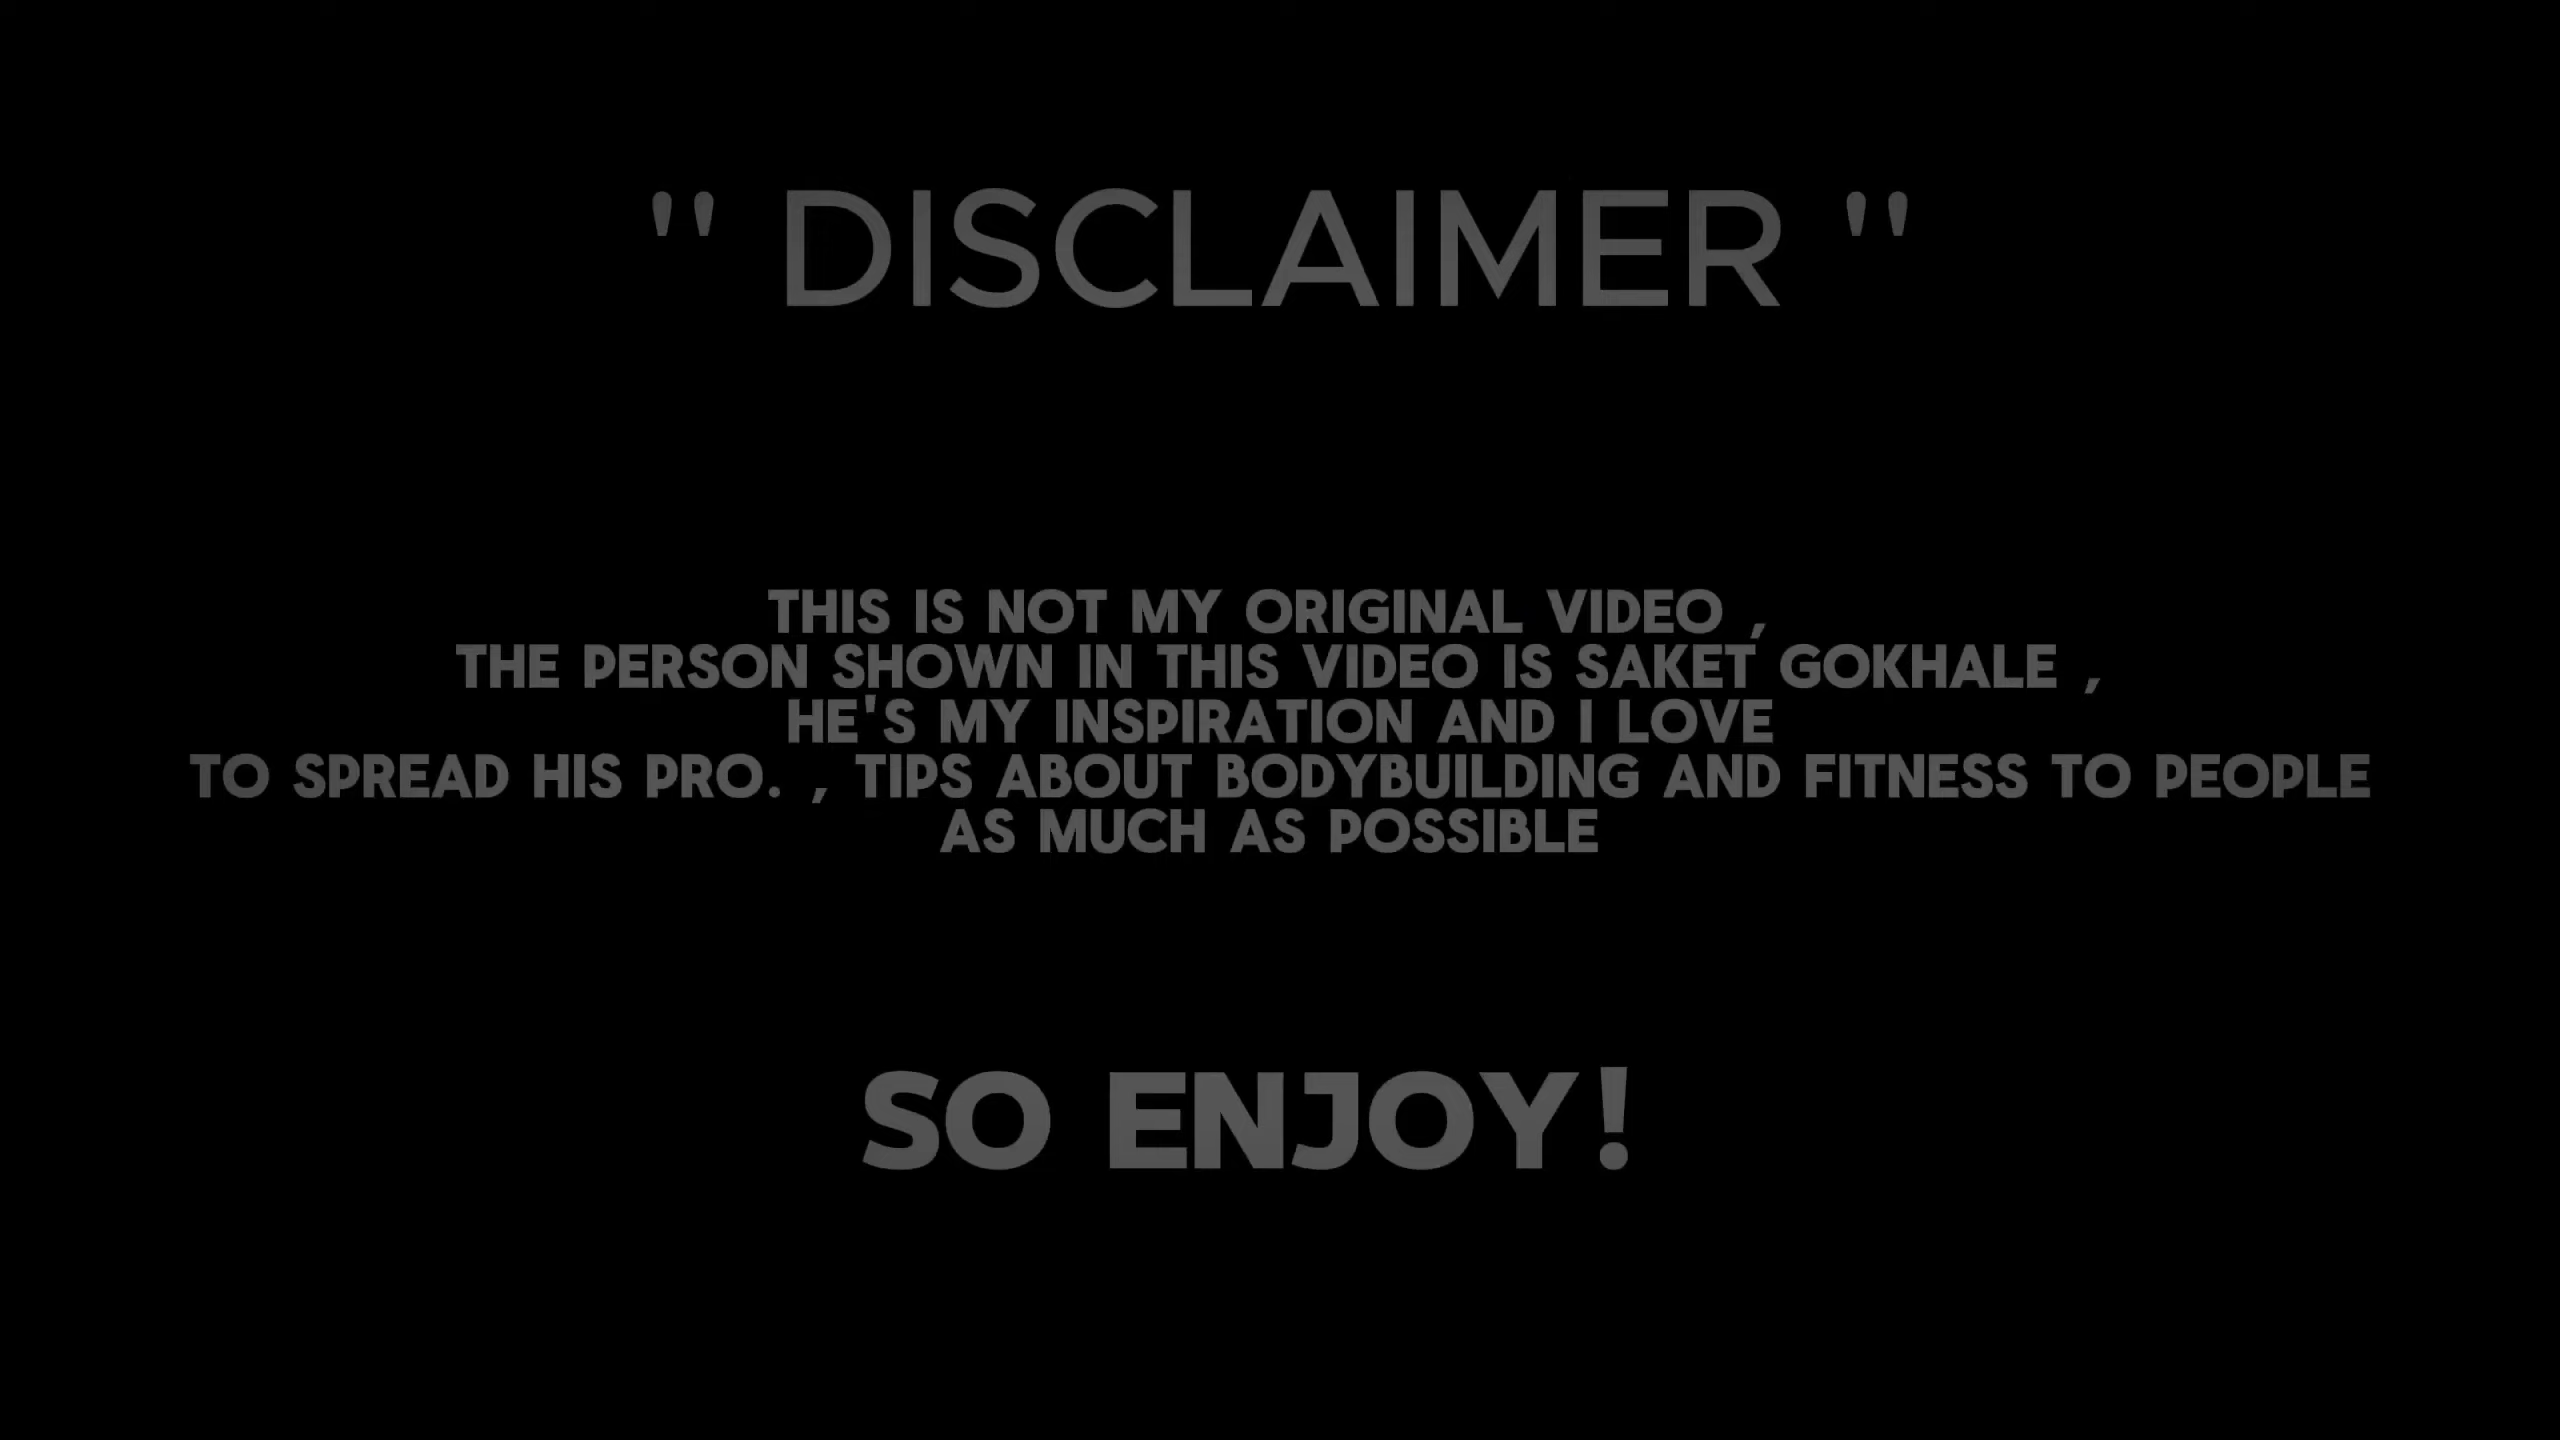 " DISCLAIMER "
THIS IS NOT MY ORIGINAL VIDEO ,
THE PERSON SHOWN IN THIS VIDEO IS SAKET GOKHALE ,
HE'S MY INSPIRATION AND I LOVE
TO SPREAD HIS PRO. , TIPS ABOUT BODYBUILDING AND FITNESS TO PEOPLE
AS MUCH AS POSSIBLE
SO ENJOY!